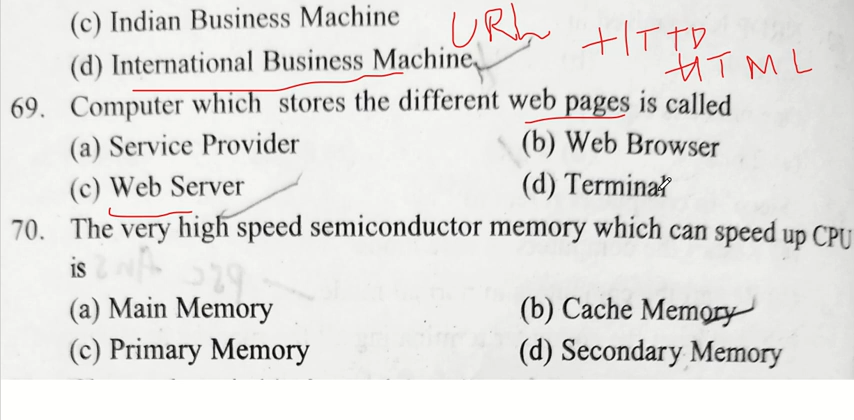 (c) Indian Business Machine
URL
HTTP
(d) International Business Machine
HTML
69. Computer which stores the different web pages is called
(a) Service Provider (b) Web Browser
(c) Web Server (d) Terminal
70. The very high speed semiconductor memory which can speed up CPU
is
(a) Main Memory (b) Cache Memory
(c) Primary Memory (d) Secondary Memory